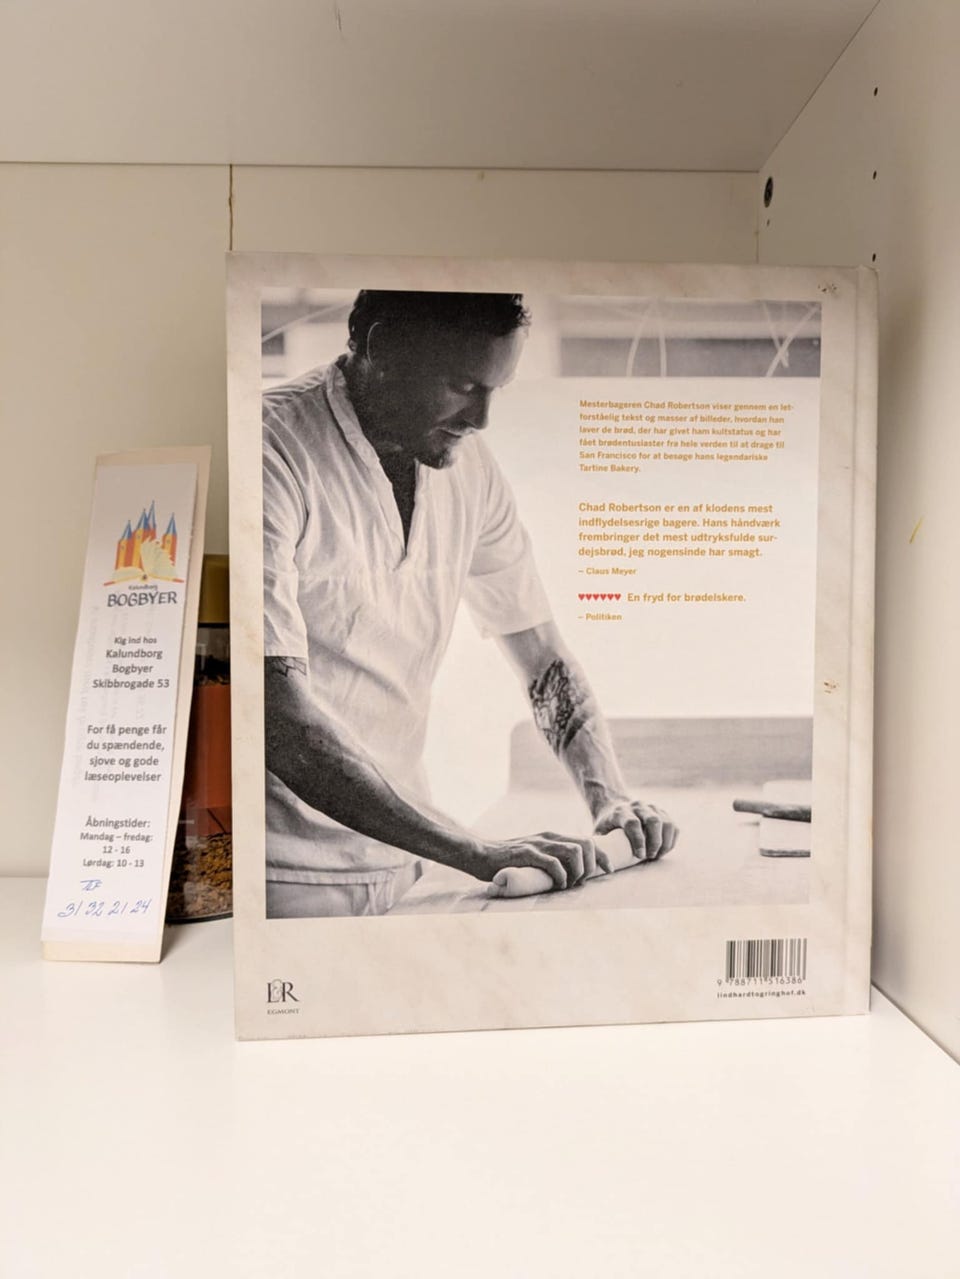 Kalundborg
BOGBYER
Kig ind hos
Kalundborg
Bogbyer
Skibbrogade 53
For få penge får
du spændende,
sjove og gode
læseoplevelser
Åbningstider:
Mandag – fredag:
12 - 16
Lørdag: 10 - 13
Tlf
31 32 21 24
Mesterbageren Chad Robertson viser gennem en let-
forståelig tekst og masser af billeder, hvordan han
laver de brød, der har givet ham kultstatus og har
fået brødentusiaster fra hele verden til at drage til
San Francisco for at besøge hans legendariske
Tartine Bakery.
Chad Robertson er en af klodens mest
indflydelsesrige bagere. Hans håndværk
frembringer det mest udtryksfulde sur-
dejsbrød, jeg nogensinde har smagt.
– Claus Meyer
♥♥♥♥♥♥ En fryd for brødelskere.
– Politiken
LR
EGMONT
9 788711 516386
lindhardtogringhof.dk